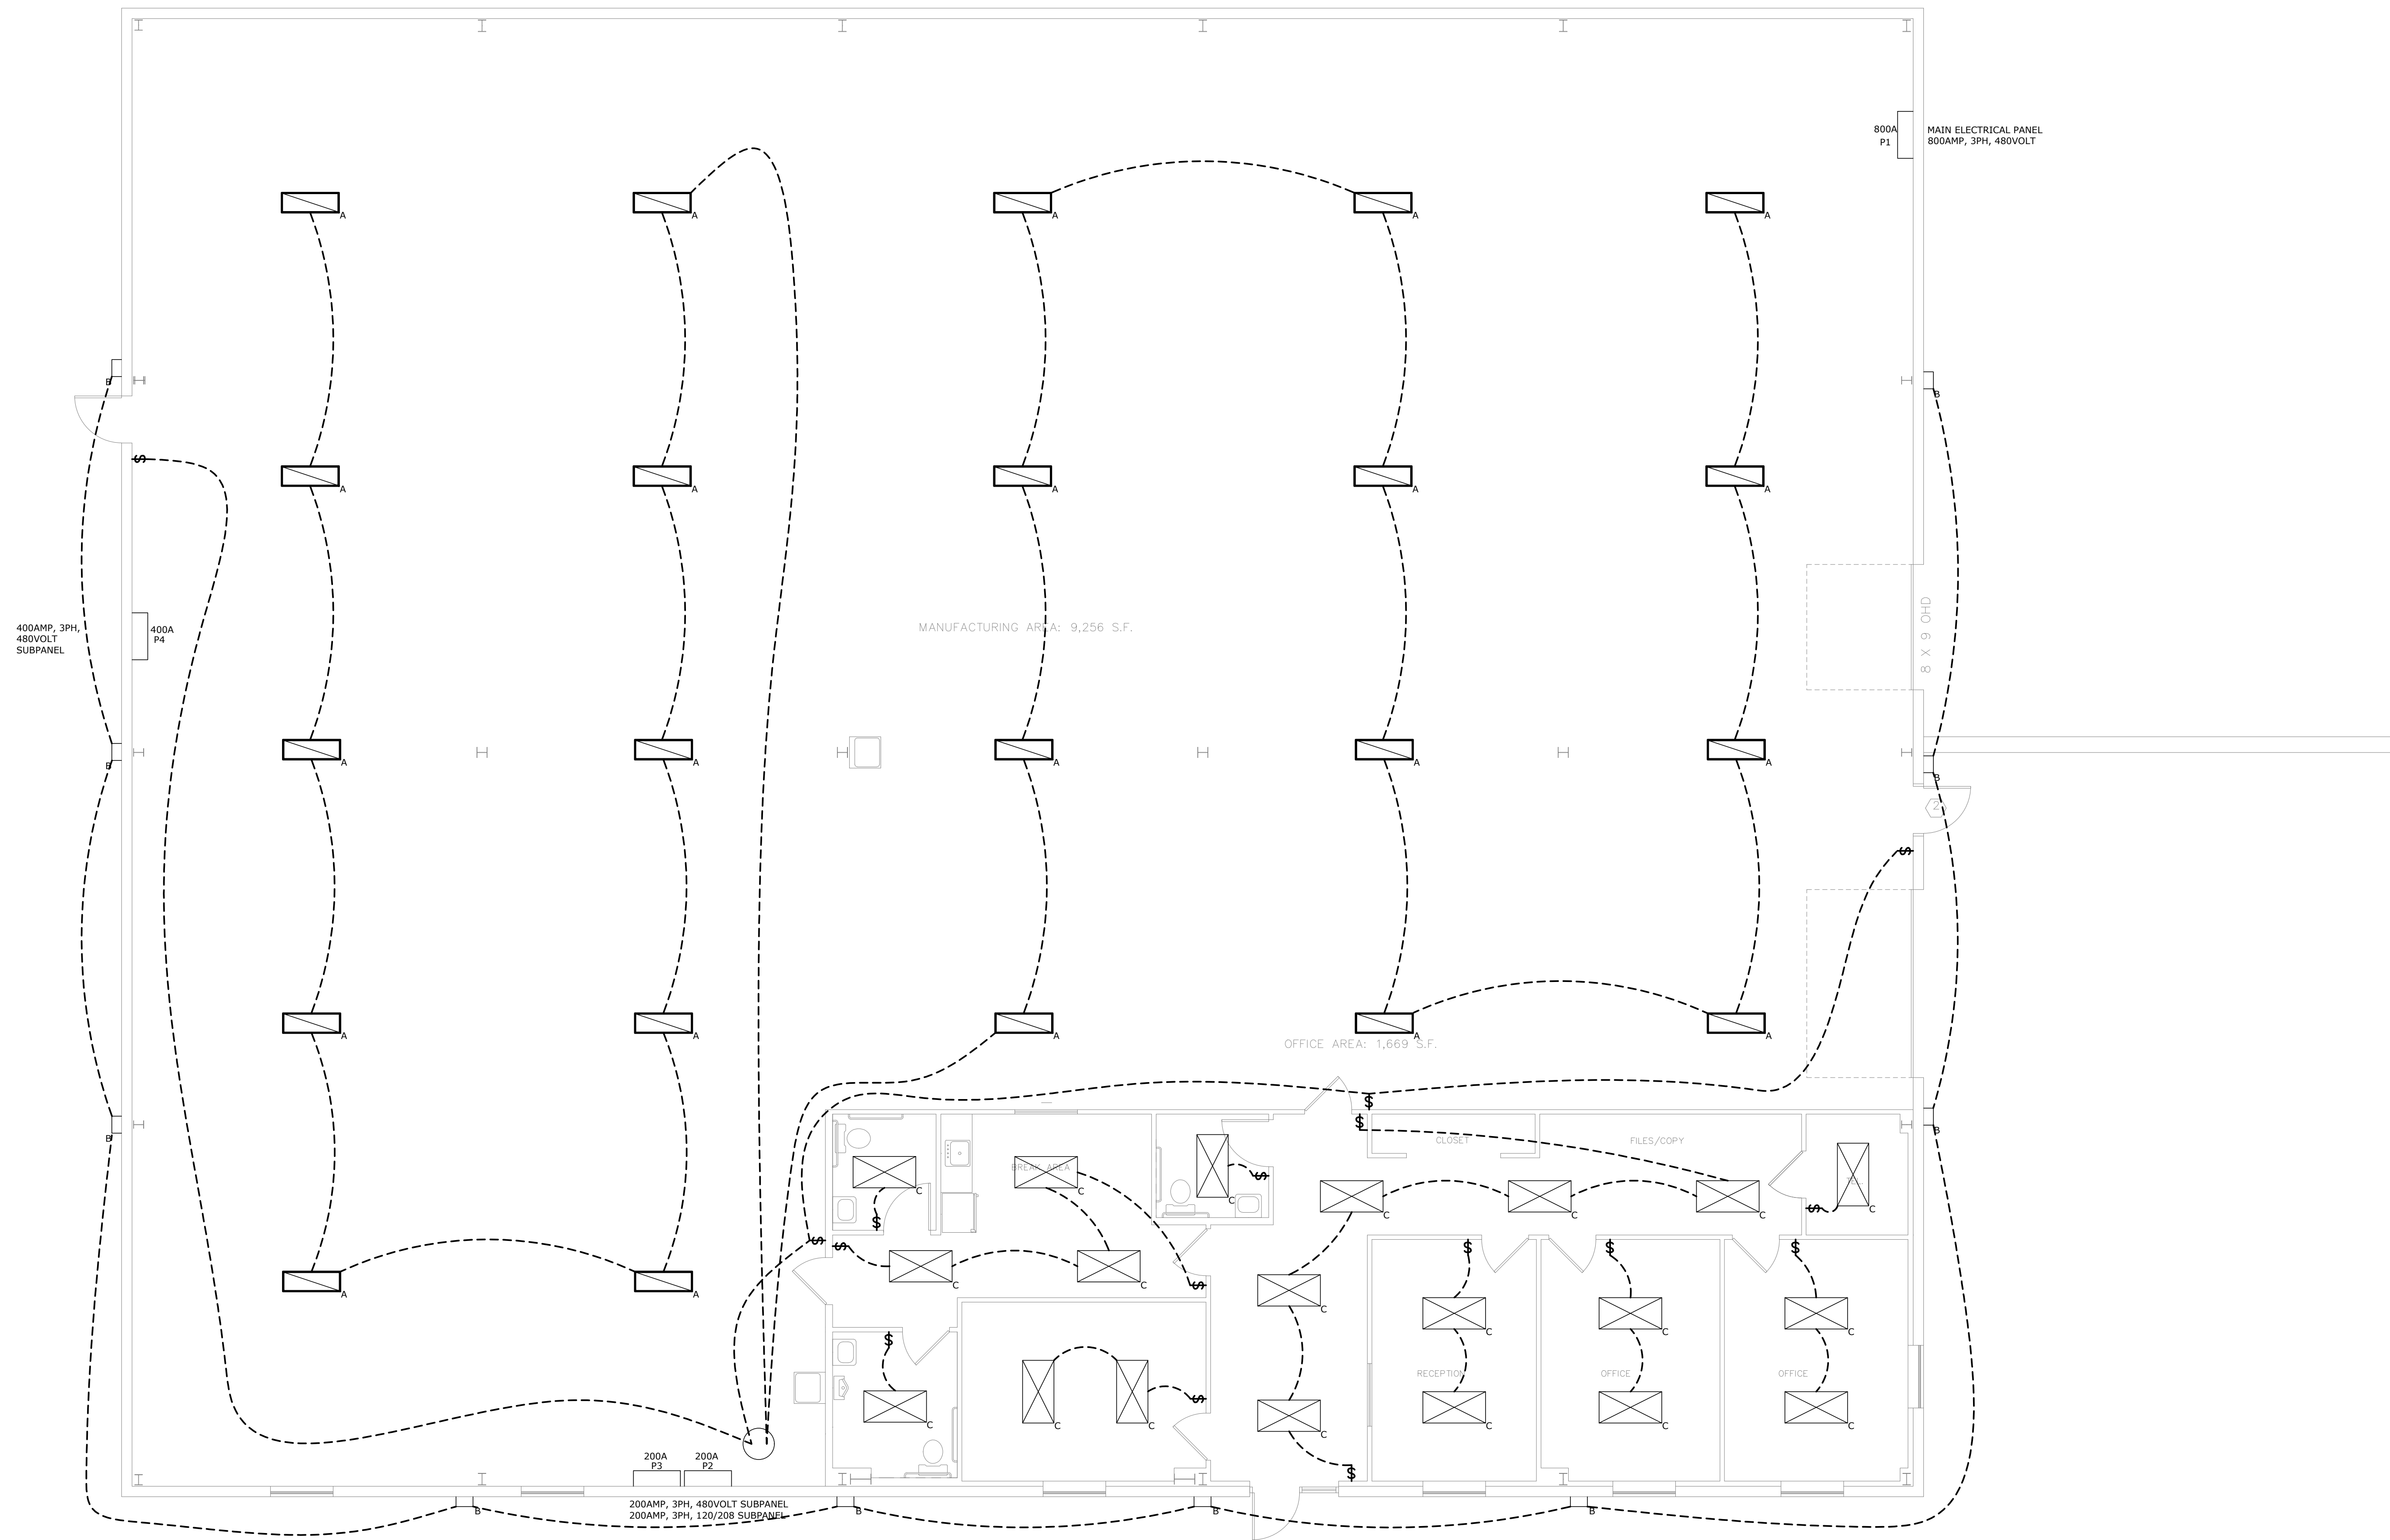 800A
P1
MAIN ELECTRICAL PANEL
800AMP, 3PH, 480VOLT
A
A
A
A
A
B
B
$
A
A
A
A
A
8 X 9 OHD
MANUFACTURING AREA: 9,256 S.F.
400AMP, 3PH,
480VOLT
SUBPANEL
400A
P4
A
A
A
A
A
B
B
2
$
A
A
A
A
A
OFFICE AREA: 1,669 S.F.
$
$
B
B
CLOSET
FILES/COPY
BREAK AREA
$
TEL.
C
C
C
C
C
C
C
$
$
$
$
$
$
$
C
C
$
A
A
C
C
C
C
$
RECEPTION
OFFICE
OFFICE
$
C
C
C
C
C
C
C
200A
P3
200A
P2
$
200AMP, 3PH, 480VOLT SUBPANEL
200AMP, 3PH, 120/208 SUBPANEL
B
B
B
B